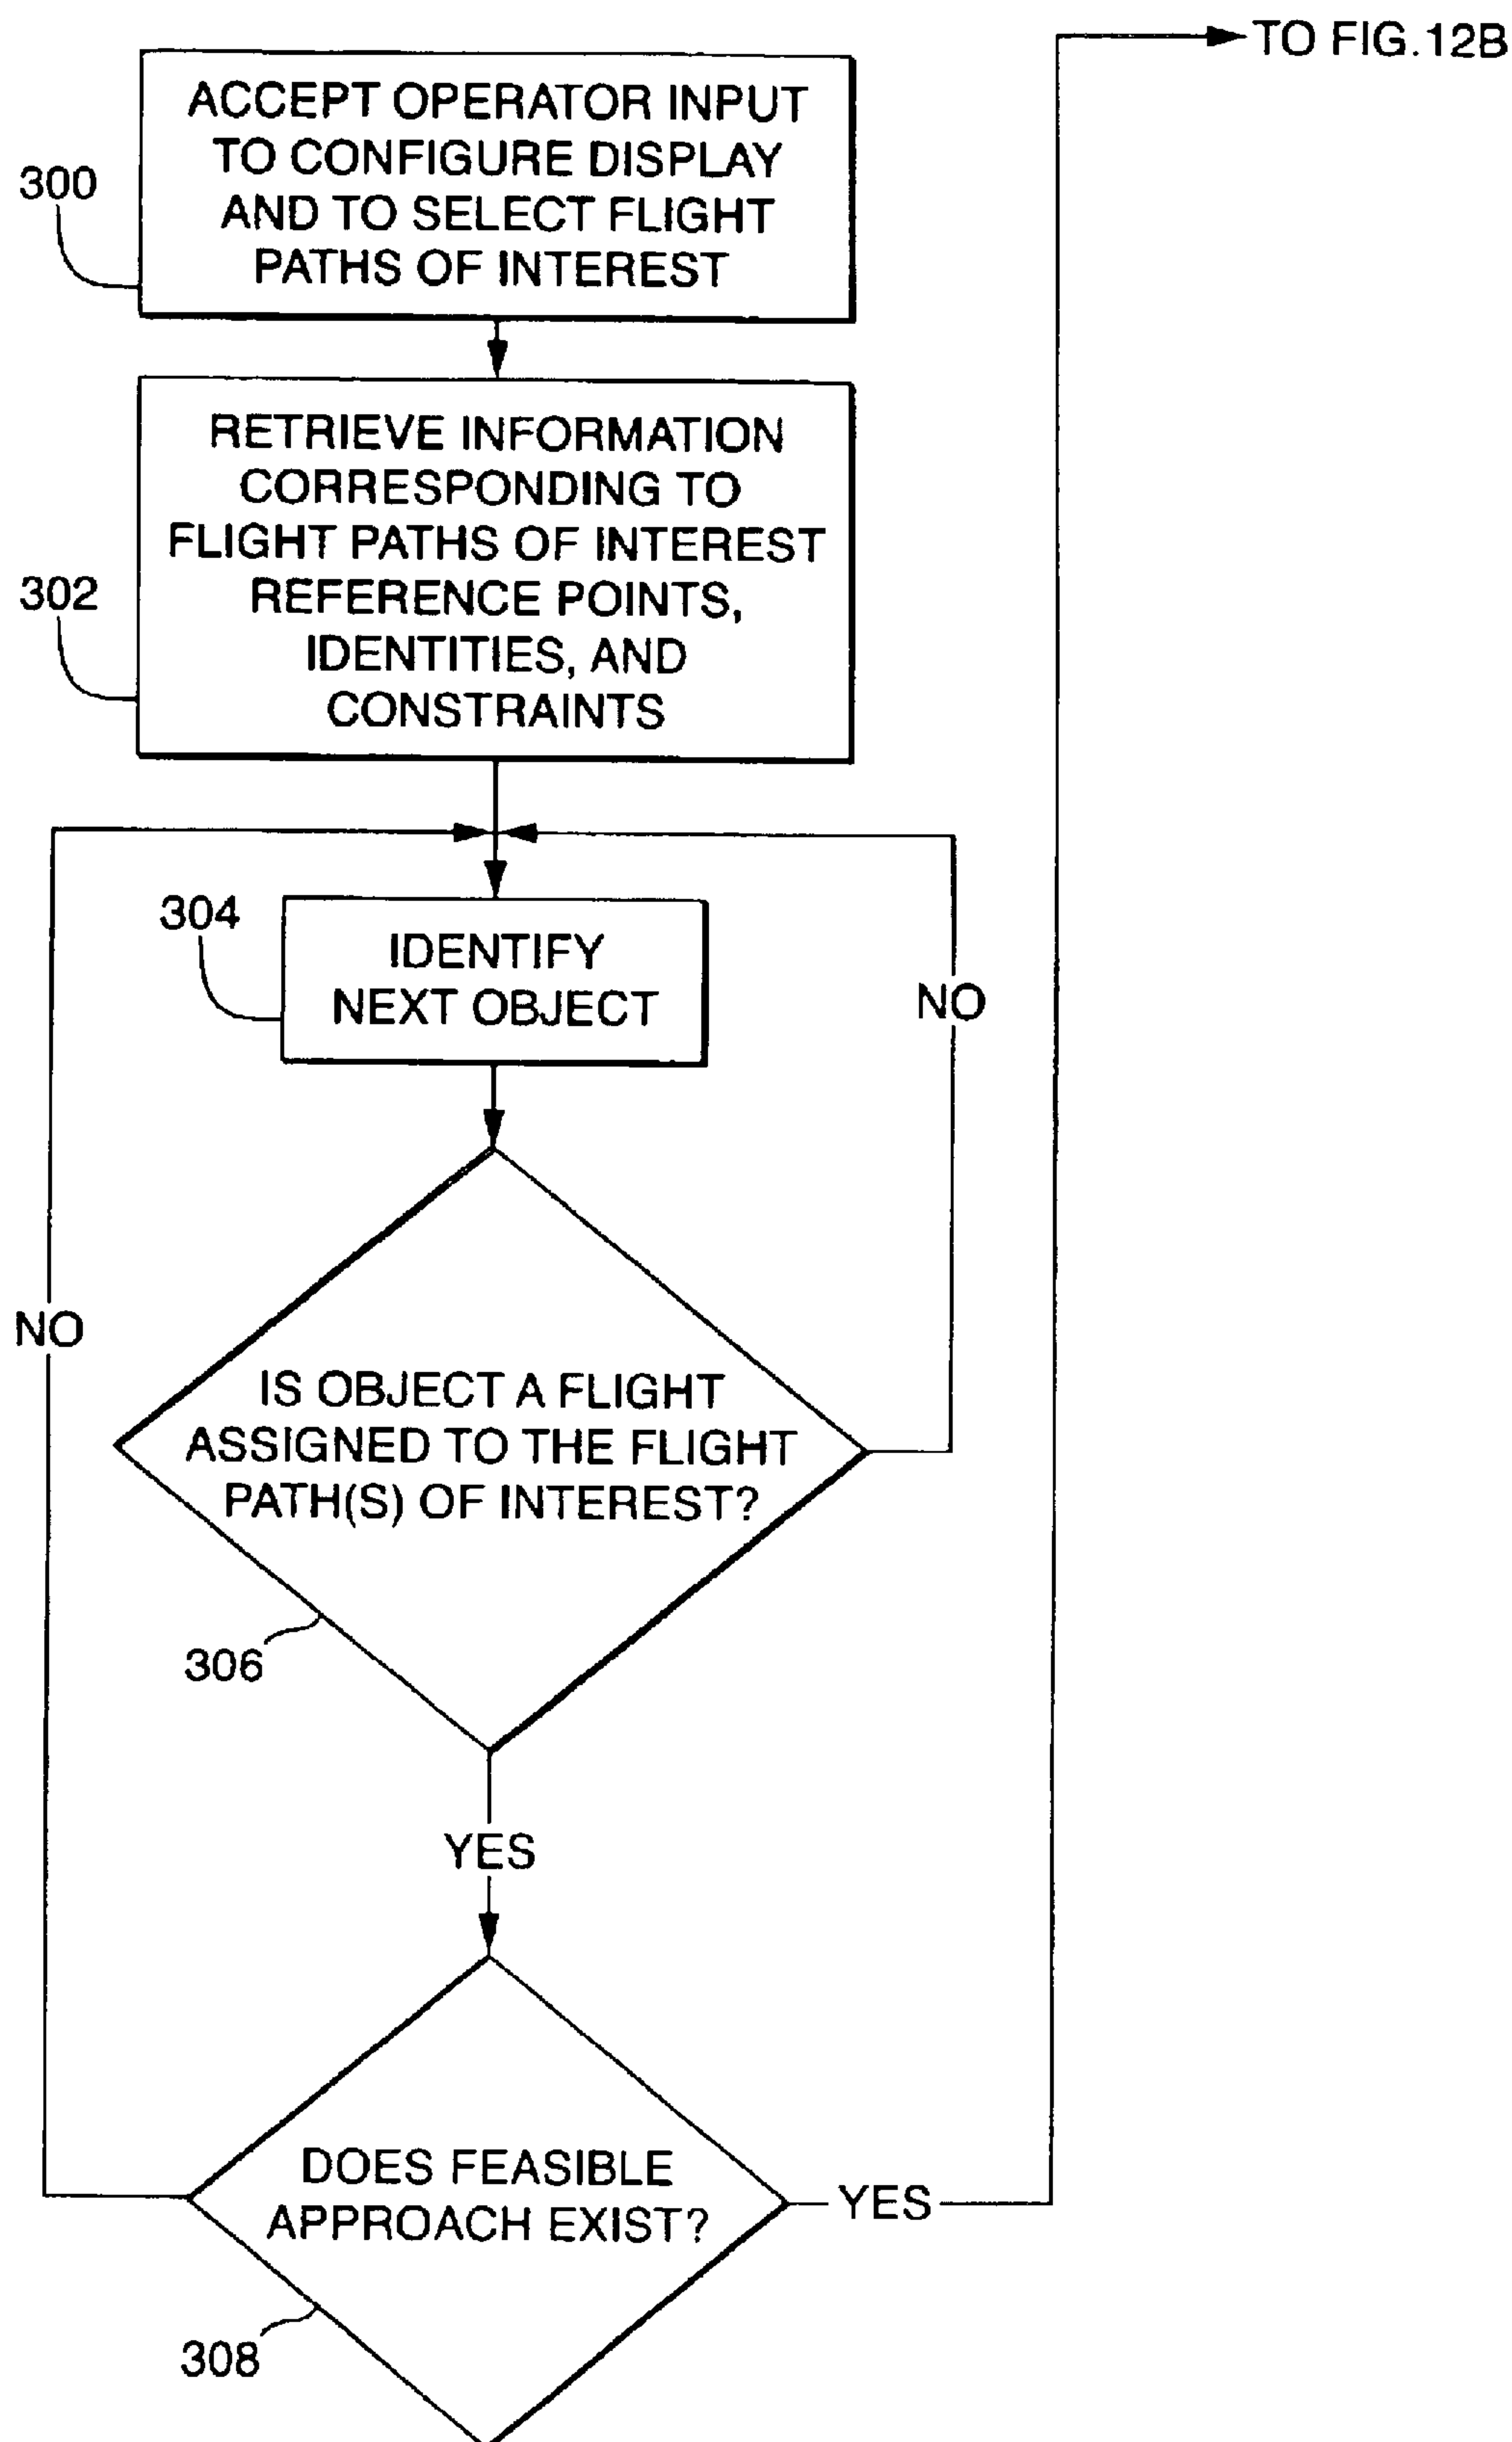 TO FIG.12B
ACCEPT OPERATOR INPUT
TO CONFIGURE DISPLAY
AND TO SELECT FLIGHT
PATHS OF INTEREST
300
RETRIEVE INFORMATION
CORRESPONDING TO
FLIGHT PATHS OF INTEREST
REFERENCE POINTS,
IDENTITIES, AND
CONSTRAINTS
302
304
IDENTIFY
NEXT OBJECT
NO
NO
IS OBJECT A FLIGHT
ASSIGNED TO THE FLIGHT
PATH(S) OF INTEREST?
306
YES
DOES FEASIBLE
APPROACH EXIST?
YES
308